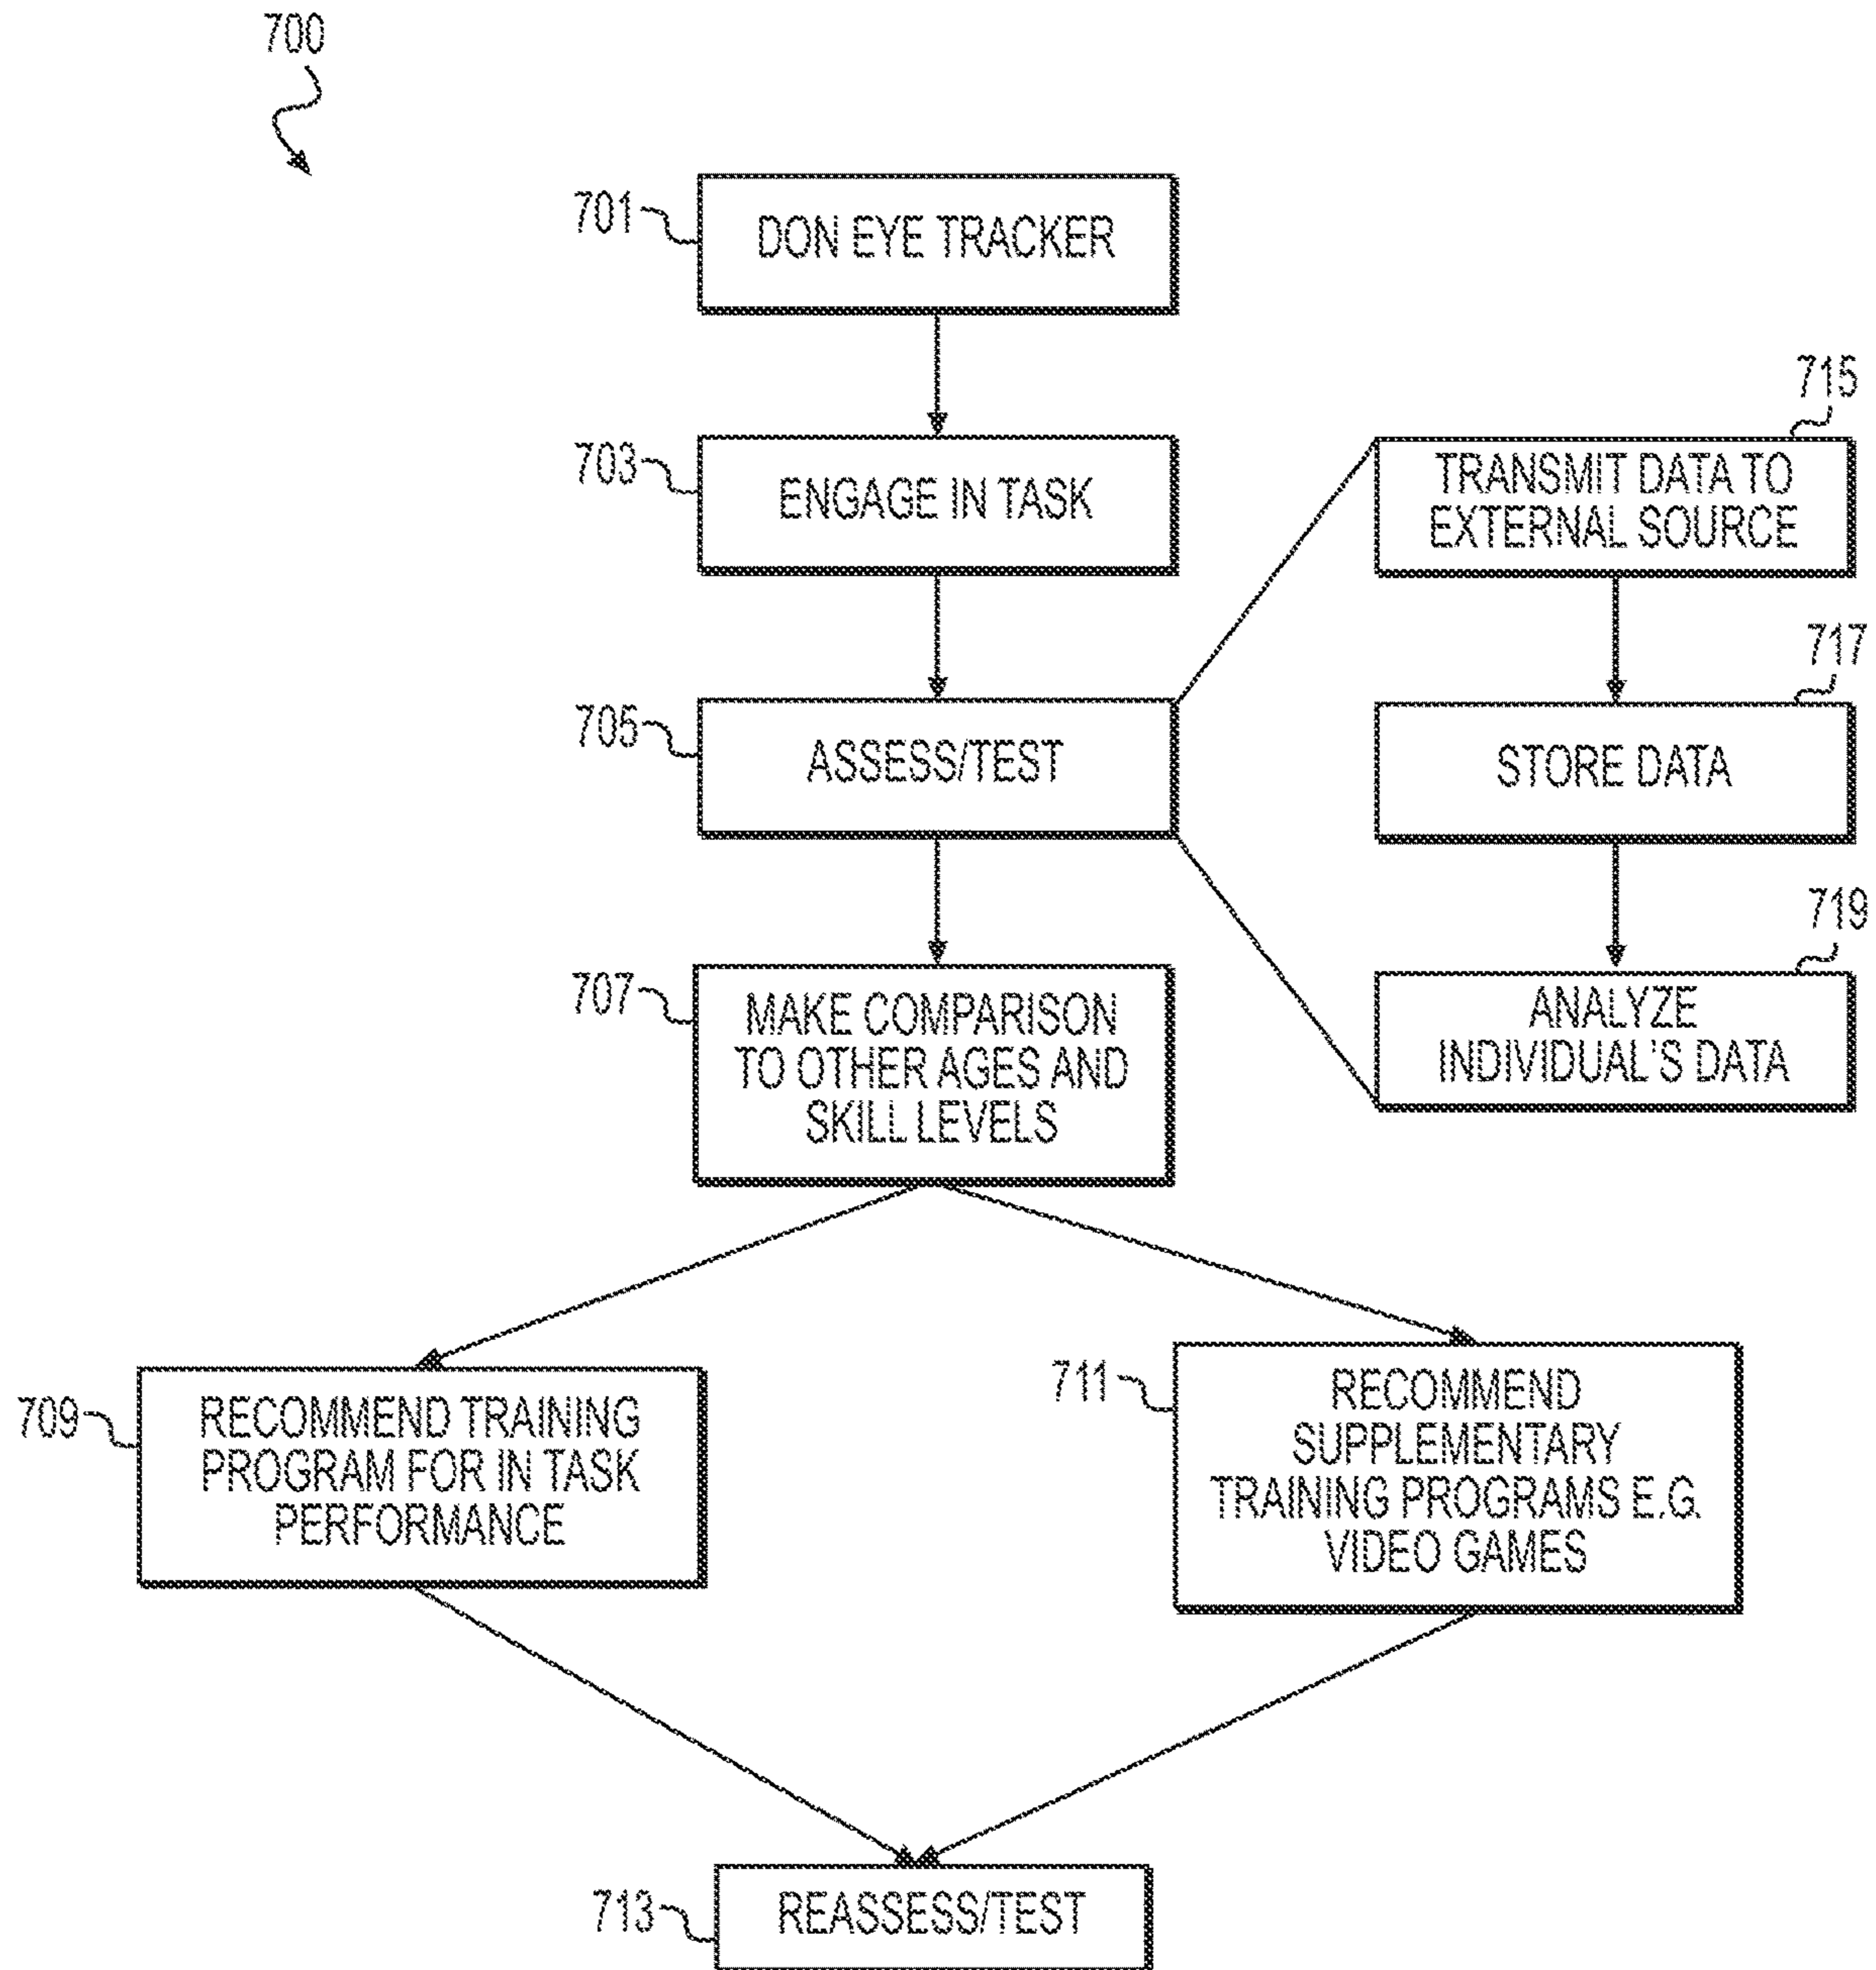 700
701
DON EYE TRACKER
703
ENGAGE IN TASK
705
ASSESS/TEST
715
TRANSMIT DATA TO
EXTERNAL SOURCE
717
STORE DATA
719
ANALYZE
INDIVIDUAL'S DATA
707
MAKE COMPARISON
TO OTHER AGES AND
SKILL LEVELS
709
RECOMMEND TRAINING
PROGRAM FOR IN TASK
PERFORMANCE
711
RECOMMEND
SUPPLEMENTARY
TRAINING PROGRAMS E.G.
VIDEO GAMES
713
REASSESS/TEST